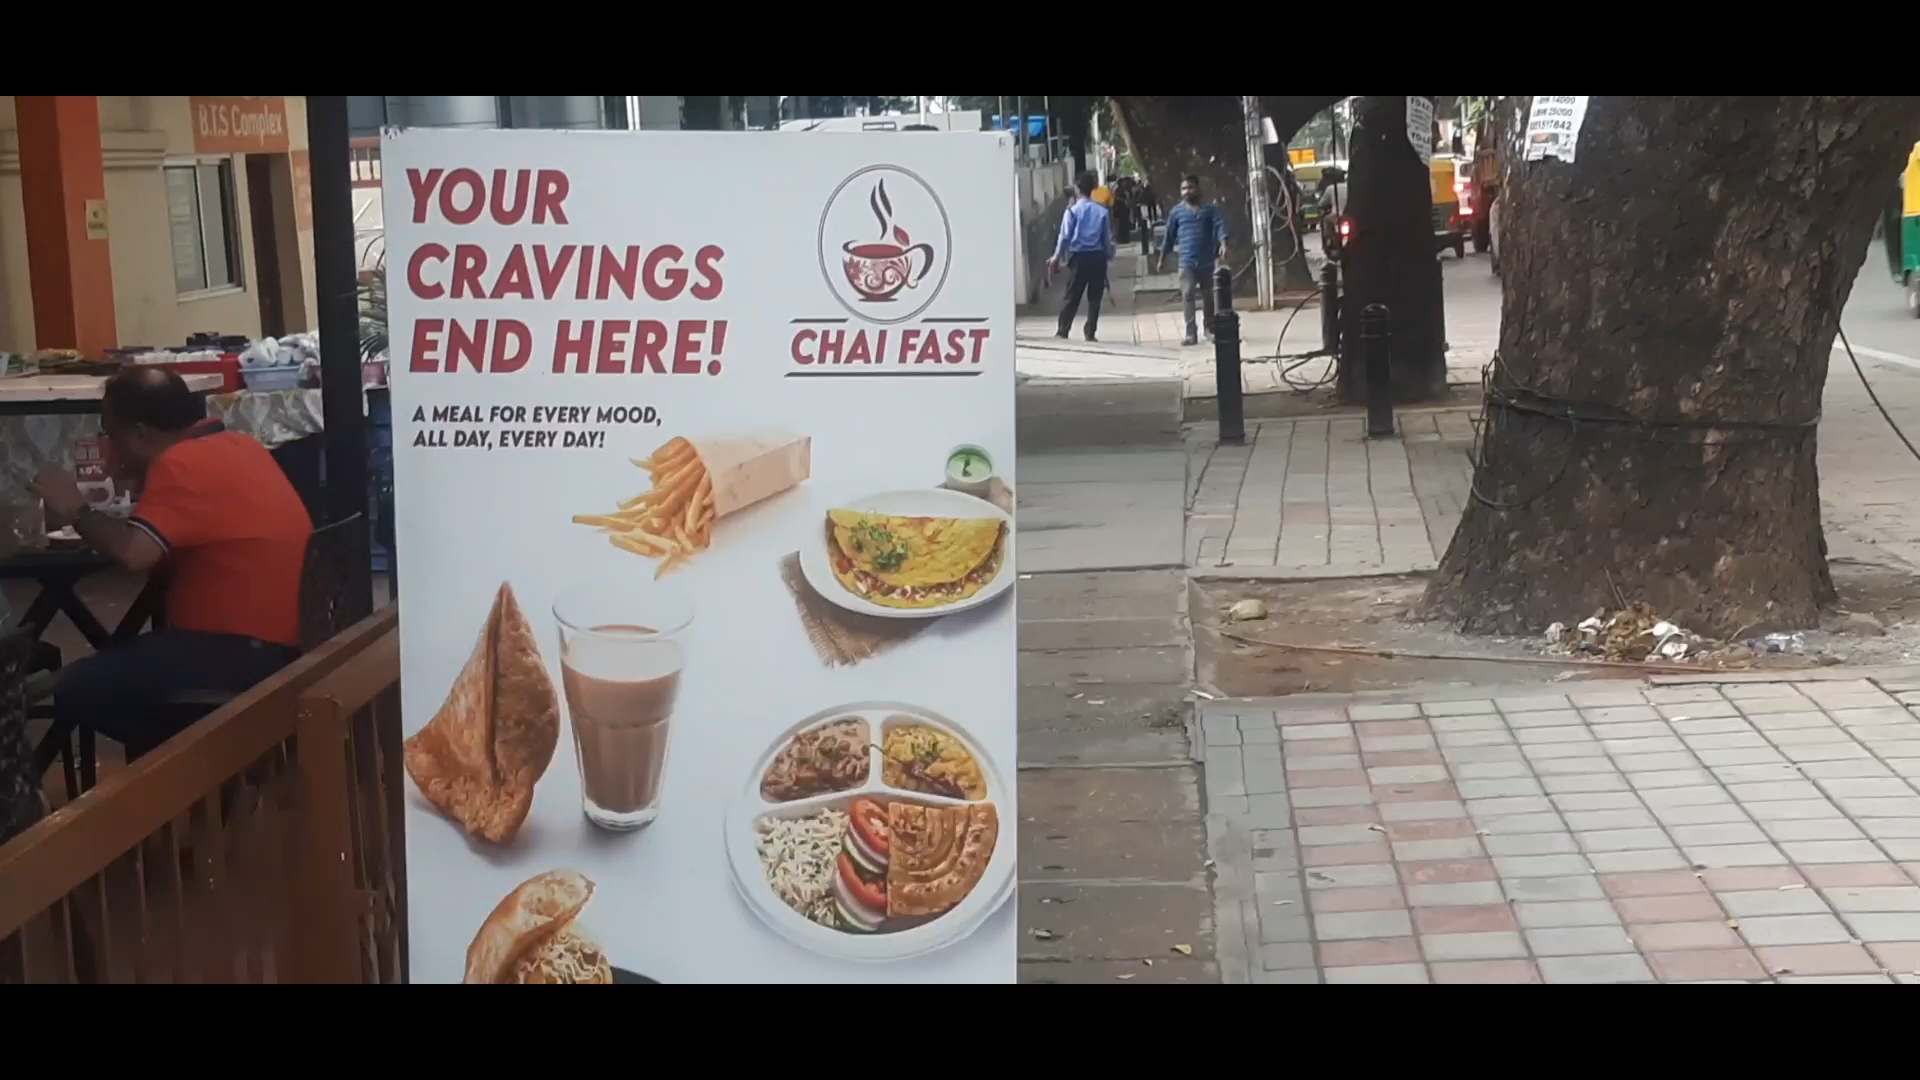 B.T.S Complex
YOUR
CRAVINGS
END HERE!
CHAI FAST
A MEAL FOR EVERY MOOD,
ALL DAY, EVERY DAY!